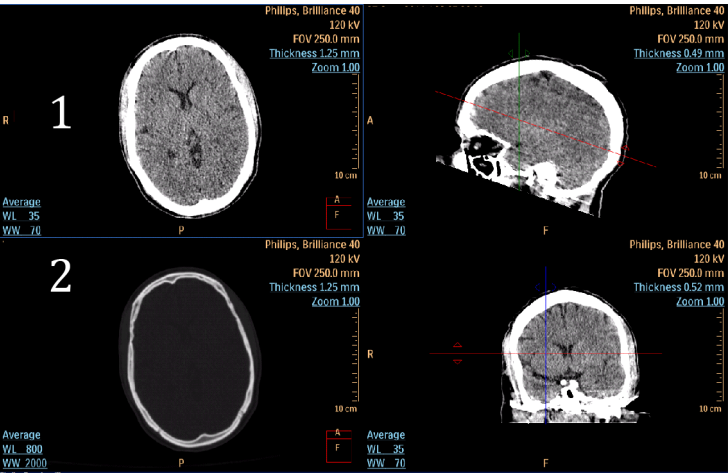 Philips, Brilliance 40
120 kV
FOV 250.0 mm
Thickness 1.25 mm
Zoom 1.00
R
1
10 cm
Average
WL 35
WW 70
A
F
P
Philips, Brilliance 40
120 kV
FOV 250.0 mm
Thickness 0.49 mm
Zoom 1.00
A
10 cm
Average
WL 35
WW 70
F
Philips, Brilliance 40
120 kV
FOV 250.0 mm
Thickness 1.25 mm
Zoom 1.00
2
10 cm
Average
WL 800
WW 2000
A
F
P
Philips, Brilliance 40
120 kV
FOV 250.0 mm
Thickness 0.52 mm
Zoom 1.00
R
10 cm
Average
WL 35
WW 70
F